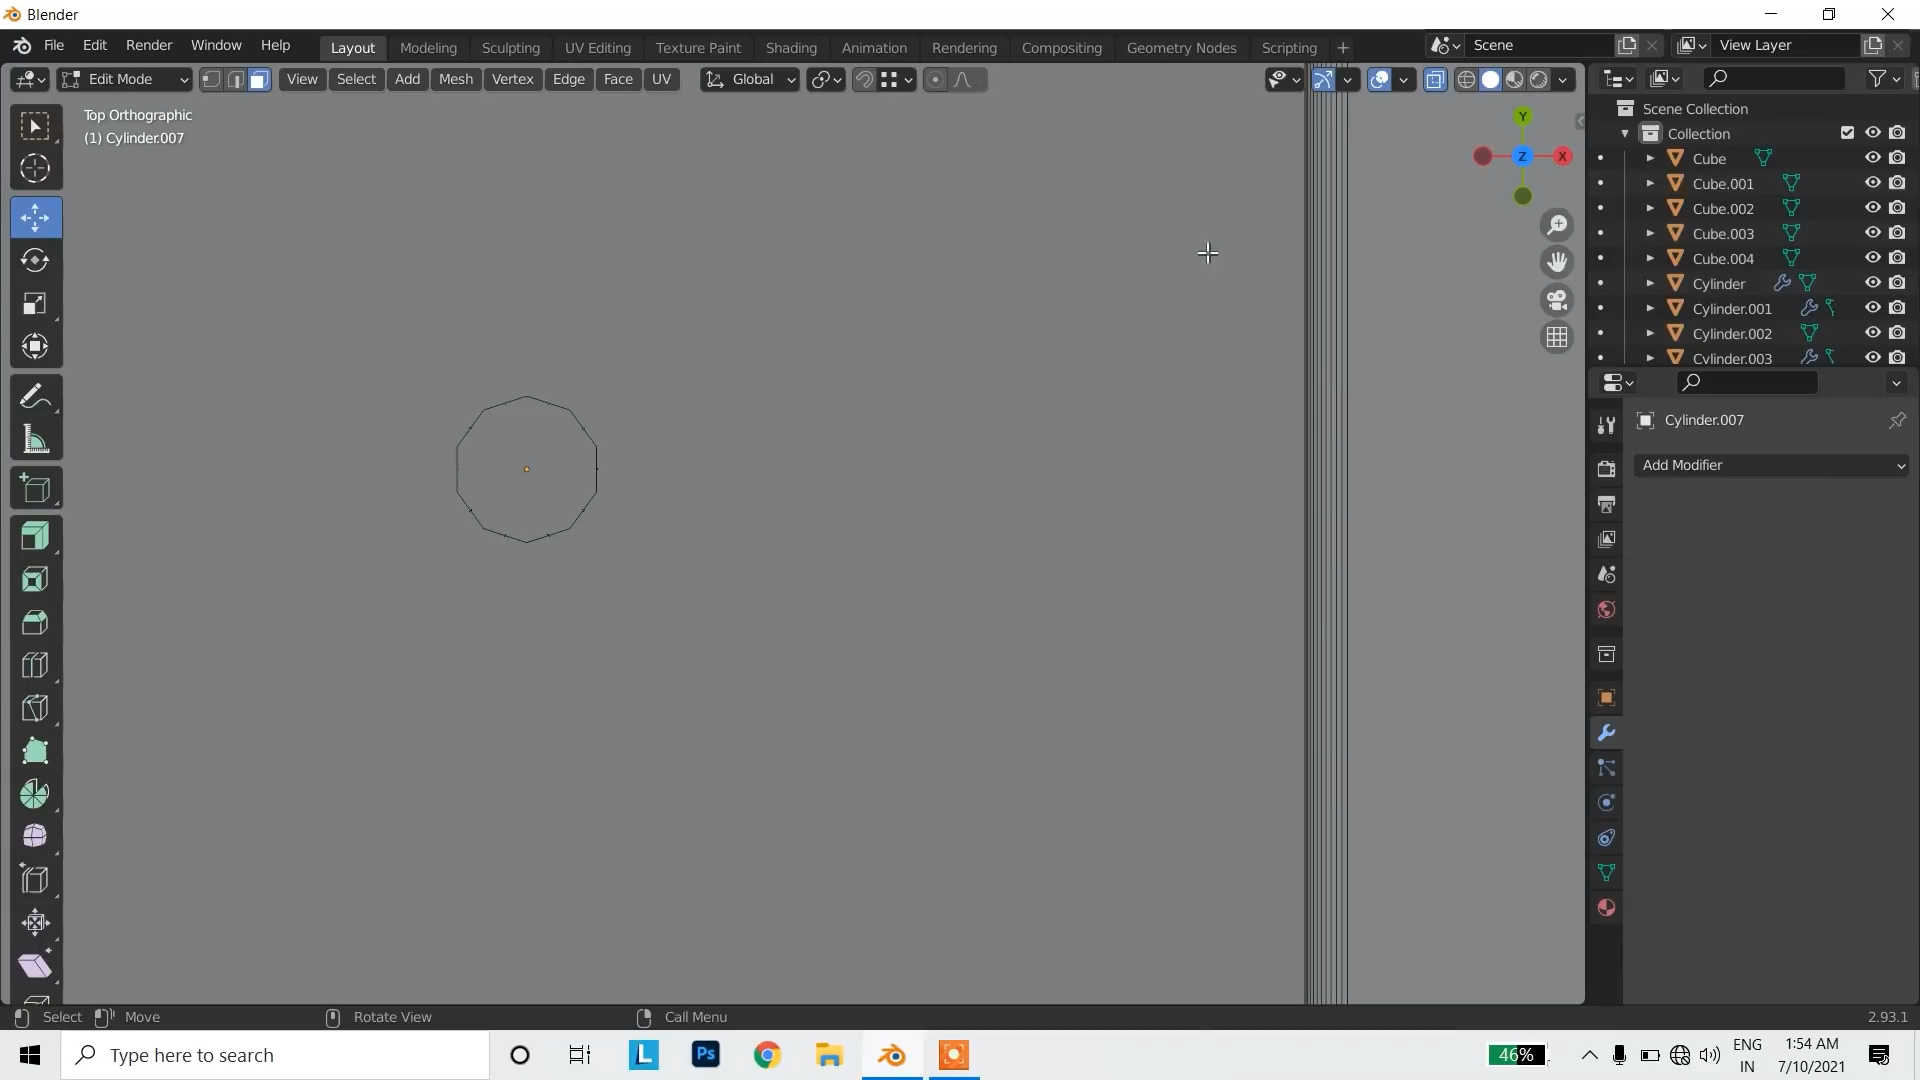 Blender
File Edit Render Window Help Layout Modeling Sculpting UV Editing Texture Paint Shading Animation Rendering Compositing Geometry Nodes Scripting + Scene View Layer
Edit Mode View Select Add Mesh Vertex Edge Face UV Global
Top Orthographic
(1) Cylinder.007
Y
Z
X
Scene Collection
Collection
Cube
Cube.001
Cube.002
Cube.003
Cube.004
Cylinder
Cylinder.001
Cylinder.002
Cylinder.003
Cylinder.007
Add Modifier
Select Move Rotate View Call Menu 2.93.1
Type here to search
L
Ps
46%
ENG
IN
1:54 AM
7/10/2021